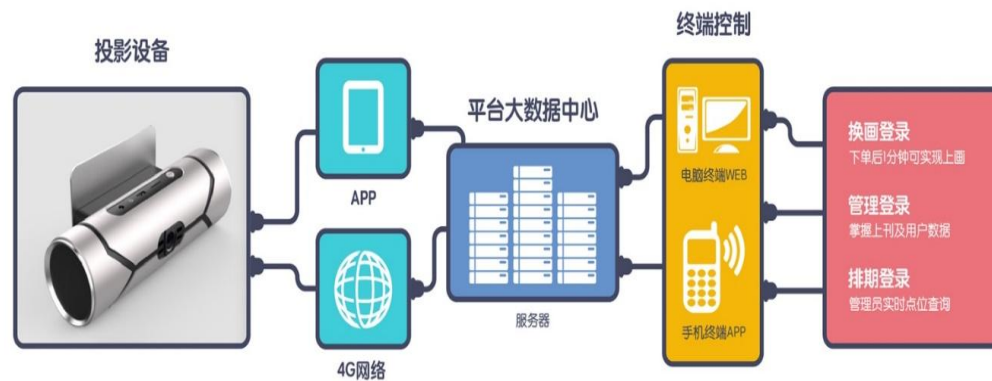 投影设备
APP
4G网络
平台大数据中心
服务器
终端控制
电脑终端WEB
手机终端APP
换画登录
下单后1分钟可实现上画
管理登录
掌握上刊及用户数据
排期登录
管理员实时点位查询